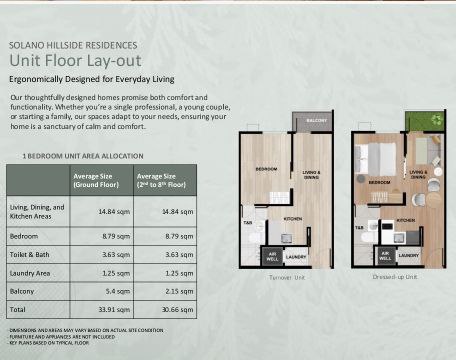 SOLANO HILLSIDE RESIDENCES
Unit Floor Lay-out
Ergonomically Designed for Everyday Living
Our thoughtfully designed homes promise both comfort and
functionality. Whether you're a single professional, a young couple,
or starting a family, our spaces adapt to your needs, ensuring your
home is a sanctuary of calm and comfort.
1 BEDROOM UNIT AREA ALLOCATION
Average Size (Ground Floor) Average Size (2nd to 8th Floor)
Living, Dining, and Kitchen Areas 14.84 sqm 14.84 sqm
Bedroom 8.79 sqm 8.79 sqm
Toilet & Bath 3.63 sqm 3.63 sqm
Laundry Area 1.25 sqm 1.25 sqm
Balcony 5.4 sqm 2.15 sqm
Total 33.91 sqm 30.66 sqm
- DIMENSIONS AND AREAS MAY VARY BASED ON ACTUAL SITE CONDITION
- FURNITURE AND APPLIANCES ARE NOT INCLUDED
- KEY PLANS BASED ON TYPICAL FLOOR
BALCONY
BEDROOM
LIVING & DINING
T&B
KITCHEN
AIR WELL
LAUNDRY
Turnover Unit
BEDROOM
LIVING & DINING
T&B
KITCHEN
AIR WELL
LAUNDRY
Dressed-up Unit